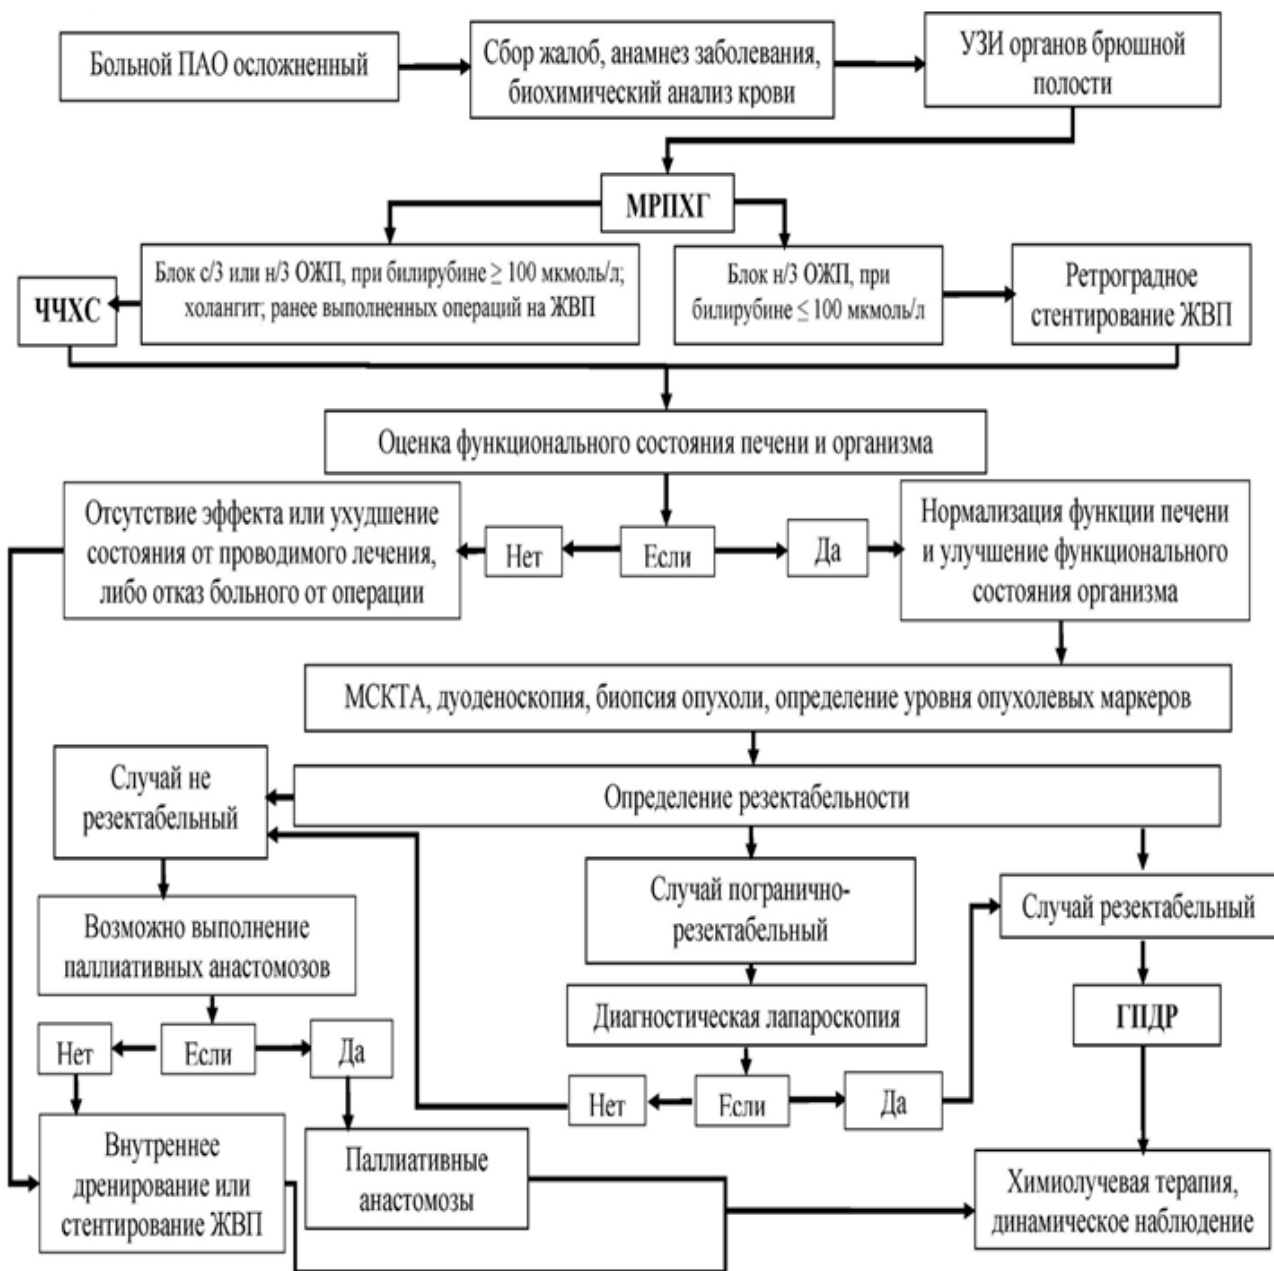 Больной ПАО осложненный
Сбор жалоб, анамнез заболевания,
биохимический анализ крови
УЗИ органов брюшной
полости
МРПХГ
ЧЧХС
Блок с/3 или н/3 ОЖП, при билирубине ≥ 100 мкмоль/л;
холангит; ранее выполненных операций на ЖВП
Блок н/3 ОЖП, при
билирубине ≤ 100 мкмоль/л
Ретроградное
стентирование ЖВП
Оценка функционального состояния печени и организма
Отсутствие эффекта или ухудшение
состояния от проводимого лечения,
либо отказ больного от операции
Нет
Если
Да
Нормализация функции печени
и улучшение функционального
состояния организма
МСКТА, дуоденоскопия, биопсия опухоли, определение уровня опухолевых маркеров
Случай не
резектабельный
Определение резектабельности
Случай погранично-
резектабельный
Случай резектабельный
Возможно выполнение
паллиативных анастомозов
Диагностическая лапароскопия
ГПДР
Нет
Если
Да
Нет
Если
Да
Внутреннее
дренирование или
стентирование ЖВП
Паллиативные
анастомозы
Химиолучевая терапия,
динамическое наблюдение